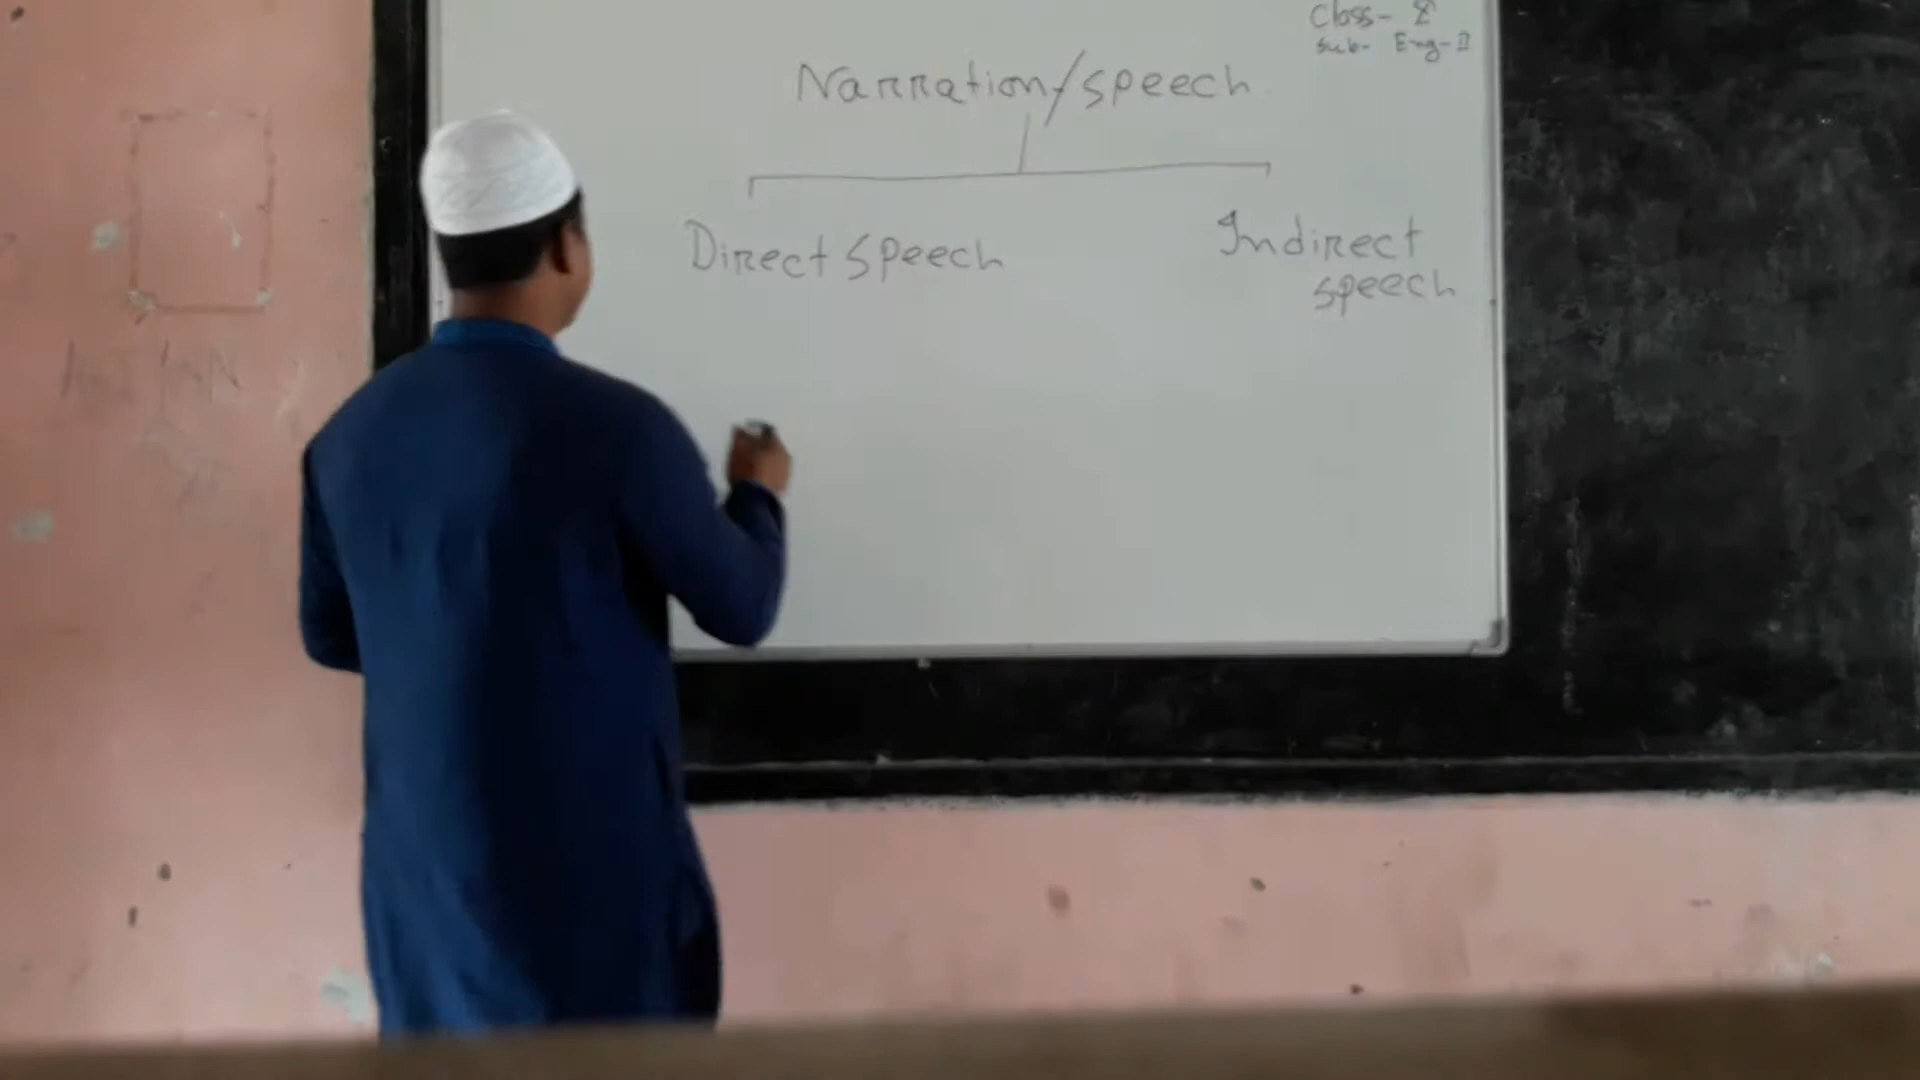 Class-
Sub- Eng-II
Narration/speech
Direct speech
Indirect
speech